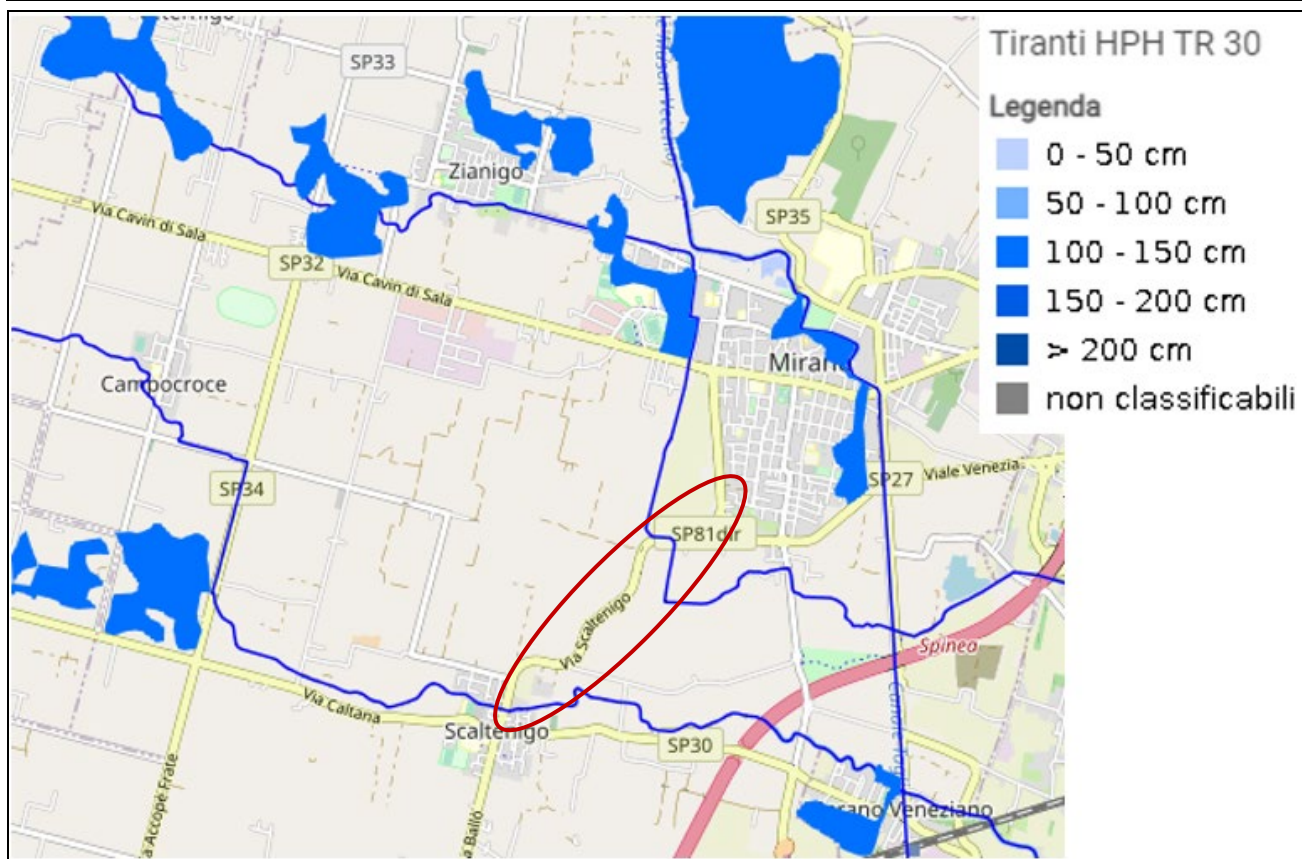 Tiranti HPH TR 30
Legenda
0 - 50 cm
50 - 100 cm
100 - 150 cm
150 - 200 cm
> 200 cm
non classificabili
SP33
Zianigo
SP35
Via Cavin di Sala
SP32
Via Cavin di Sala
Campocroce
SP34
SP27
Viale Venezia
SP81dir
Via Scaltenigo
Spinea
Via Caltana
Scaltenigo
SP30
Veneziano